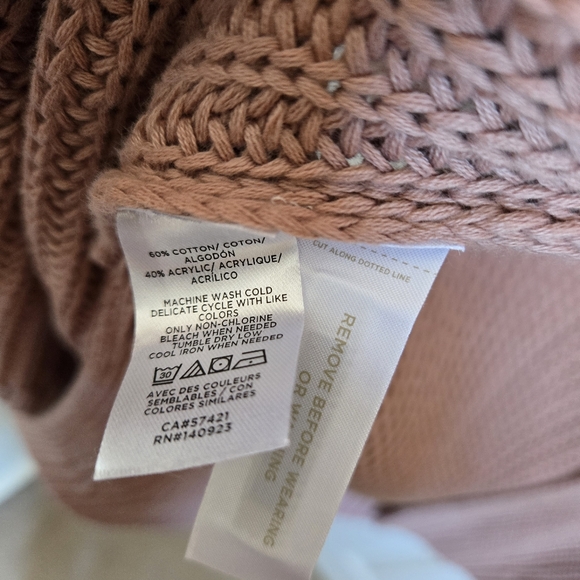 60% COTTON/ COTON/
ALGODÓN
40% ACRYLIC/ ACRYLIQUE/
ACRÍLICO
MACHINE WASH COLD
DELICATE CYCLE WITH LIKE
COLORS
ONLY NON-CHLORINE
BLEACH WHEN NEEDED
TUMBLE DRY LOW
COOL IRON WHEN NEEDED
30
AVEC DES COULEURS
SEMBLABLES / CON
COLORES SIMILARES
CA#57421
RN#140923
CUT ALONG DOTTED LINE
REMOVE BEFORE WEARING
OR WASHING